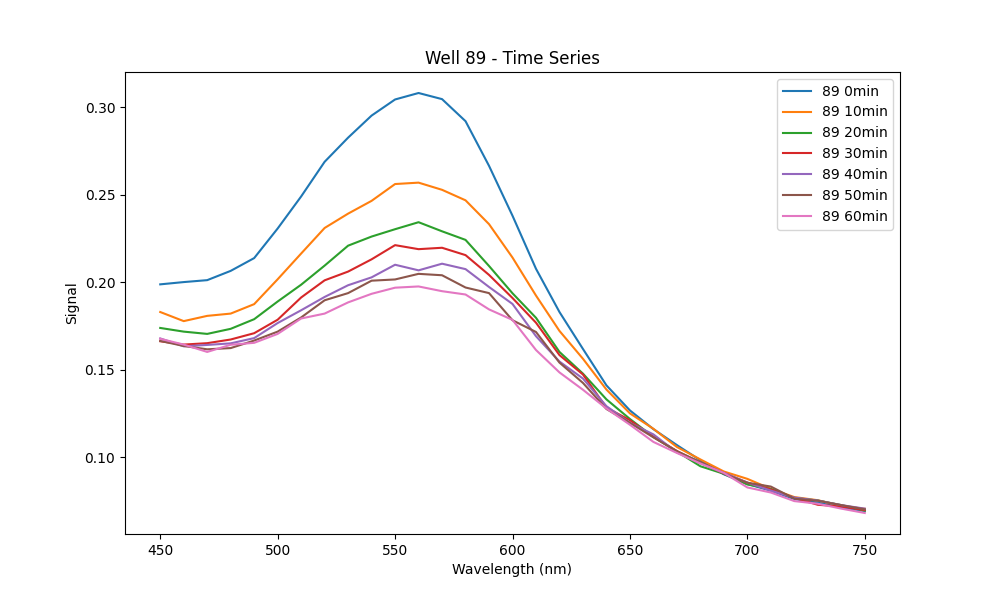 Well 89 - Time Series
89 0min
89 10min
89 20min
89 30min
89 40min
89 50min
89 60min
Signal
0.30
0.25
0.20
0.15
0.10
450 500 550 600 650 700 750
Wavelength (nm)